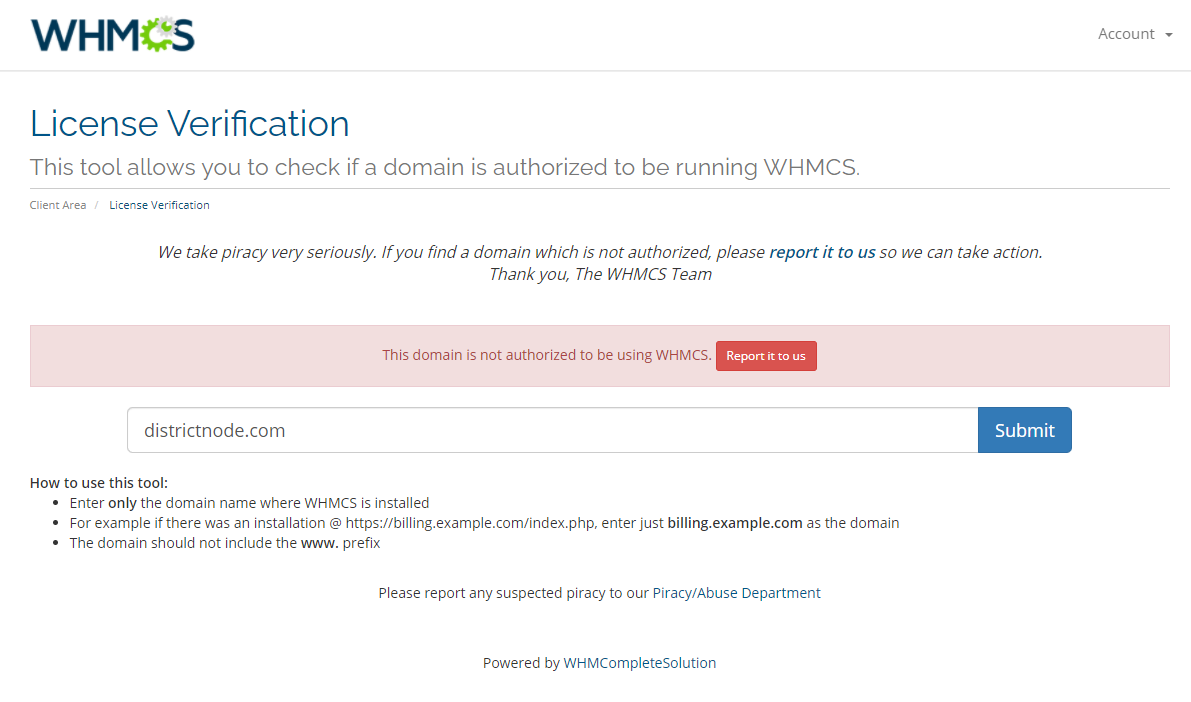 WHMCS
Account
License Verification
This tool allows you to check if a domain is authorized to be running WHMCS.
Client Area / License Verification
We take piracy very seriously. If you find a domain which is not authorized, please report it to us so we can take action.
Thank you, The WHMCS Team
This domain is not authorized to be using WHMCS. Report it to us
districtnode.com Submit
How to use this tool:
• Enter only the domain name where WHMCS is installed
• For example if there was an installation @ https://billing.example.com/index.php, enter just billing.example.com as the domain
• The domain should not include the www. prefix
Please report any suspected piracy to our Piracy/Abuse Department
Powered by WHMCompleteSolution